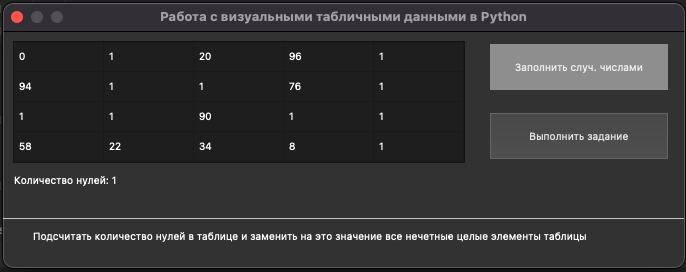 Работа с визуальными табличными данными в Python
0 1 20 96 1
Заполнить случ. числами
94 1 1 76 1
1 1 90 1 1
Выполнить задание
58 22 34 8 1
Количество нулей: 1
Подсчитать количество нулей в таблице и заменить на это значение все нечетные целые элементы таблицы